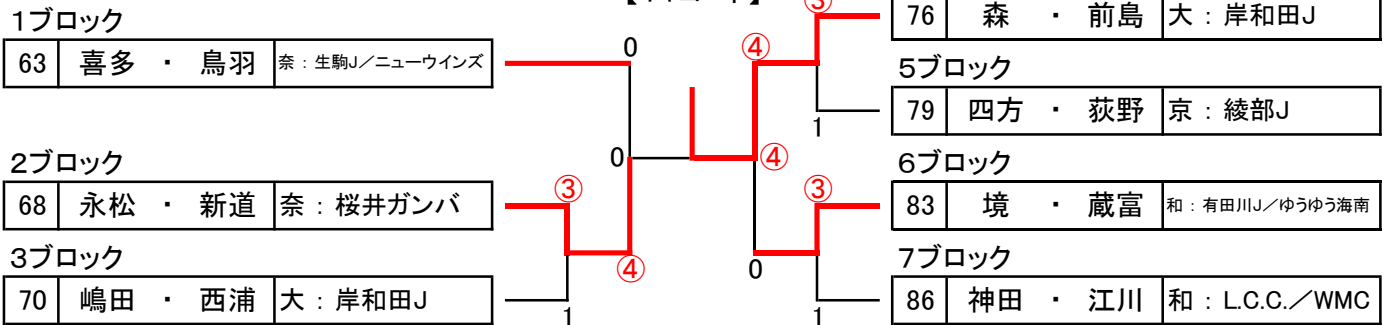 1ブロック
63 喜多 ・ 鳥羽 奈：生駒J／ニューウインズ
0
2ブロック
68 永松 ・ 新道 奈：桜井ガンバ
③
0
3ブロック
70 嶋田 ・ 西浦 大：岸和田J
1
④
③
76 森 ・ 前島 大：岸和田J
④
5ブロック
79 四方 ・ 荻野 京：綾部J
1
④
6ブロック
③
83 境 ・ 蔵富 和：有田川J／ゆうゆう海南
0
7ブロック
86 神田 ・ 江川 和：L.C.C.／WMC
1